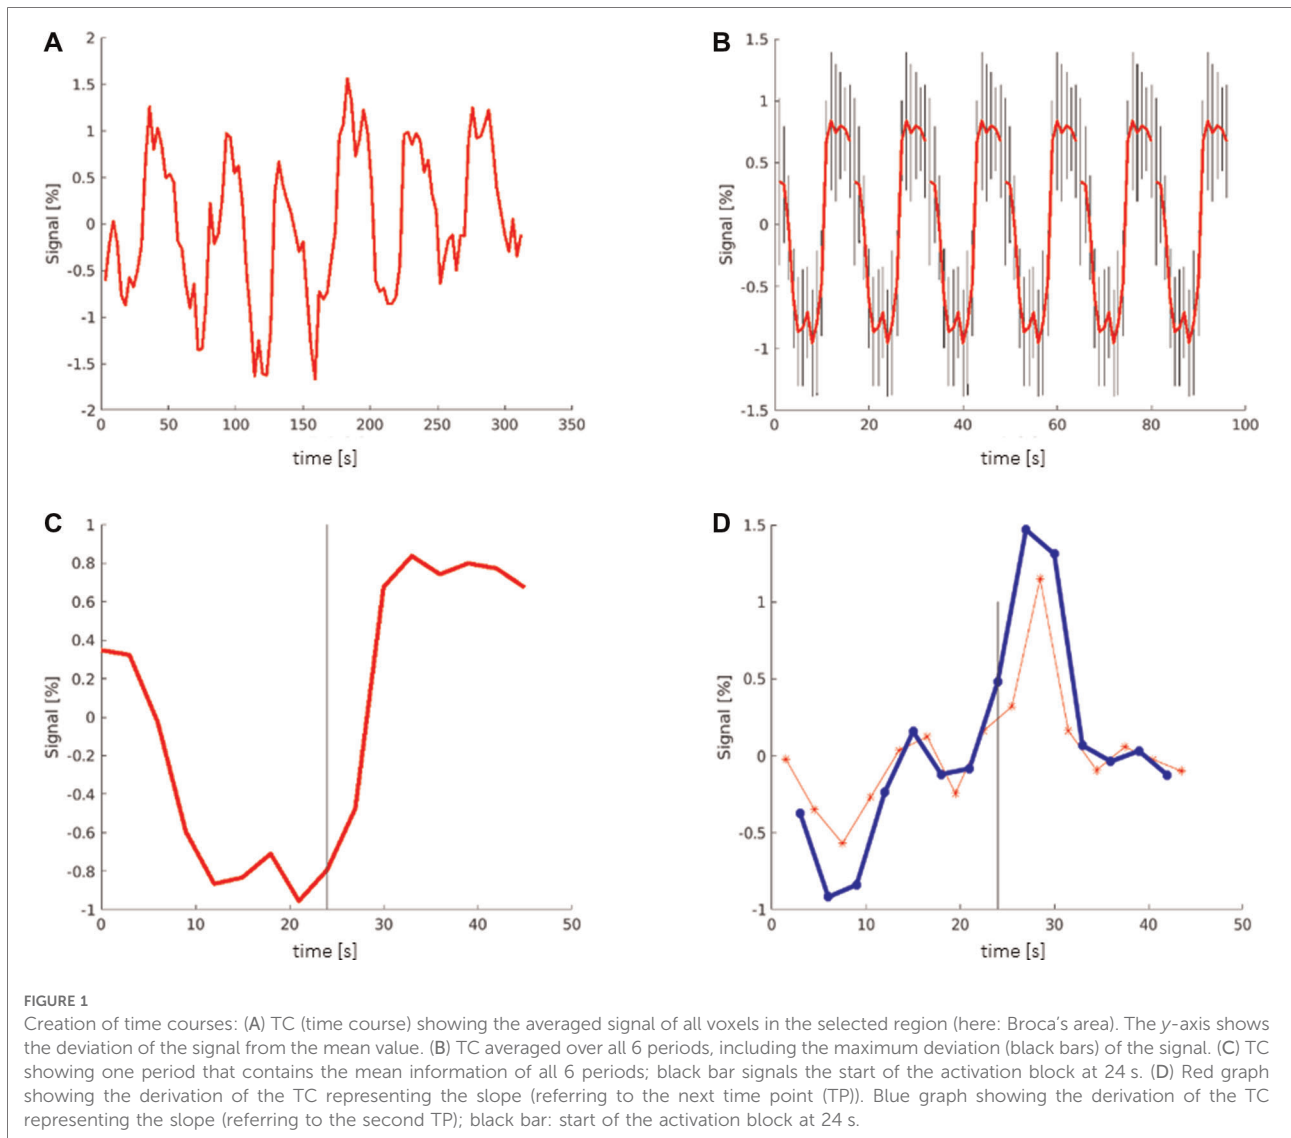 A
2
1.5
1
0.5
0
-0.5
-1
-1.5
-2
Signal [%]
0 50 100 150 200 250 300 350
time [s]
B
1.5
1
0.5
0
-0.5
-1
-1.5
Signal [%]
0 20 40 60 80 100
time [s]
C
1
0.8
0.6
0.4
0.2
0
-0.2
-0.4
-0.6
-0.8
-1
Signal [%]
0 10 20 30 40 50
time [s]
D
1.5
1
0.5
0
-0.5
-1
Signal [%]
0 10 20 30 40 50
time [s]
FIGURE 1
Creation of time courses: (A) TC (time course) showing the averaged signal of all voxels in the selected region (here: Broca's area). The y-axis shows
the deviation of the signal from the mean value. (B) TC averaged over all 6 periods, including the maximum deviation (black bars) of the signal. (C) TC
showing one period that contains the mean information of all 6 periods; black bar signals the start of the activation block at 24 s. (D) Red graph
showing the derivation of the TC representing the slope (referring to the next time point (TP)). Blue graph showing the derivation of the TC
representing the slope (referring to the second TP); black bar: start of the activation block at 24 s.